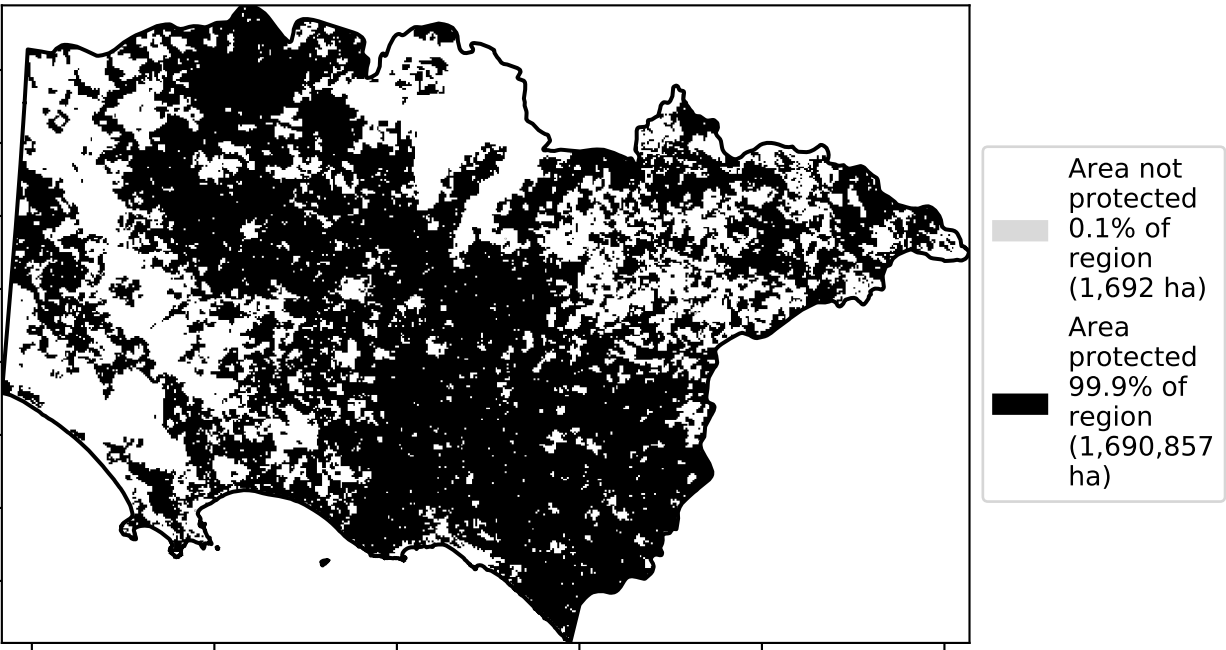 Area not
protected
0.1% of
region
(1,692 ha)
Area
protected
99.9% of
region
(1,690,857
ha)